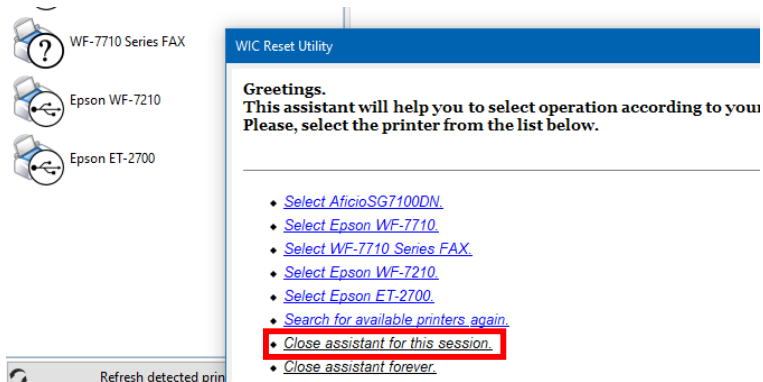 WF-7710 Series FAX
Epson WF-7210
Epson ET-2700
Refresh detected prin
WIC Reset Utility
Greetings.
This assistant will help you to select operation according to your
Please, select the printer from the list below.
Select AficioSG7100DN.
Select Epson WF-7710.
Select WF-7710 Series FAX.
Select Epson WF-7210.
Select Epson ET-2700.
Search for available printers again.
Close assistant for this session.
Close assistant forever.